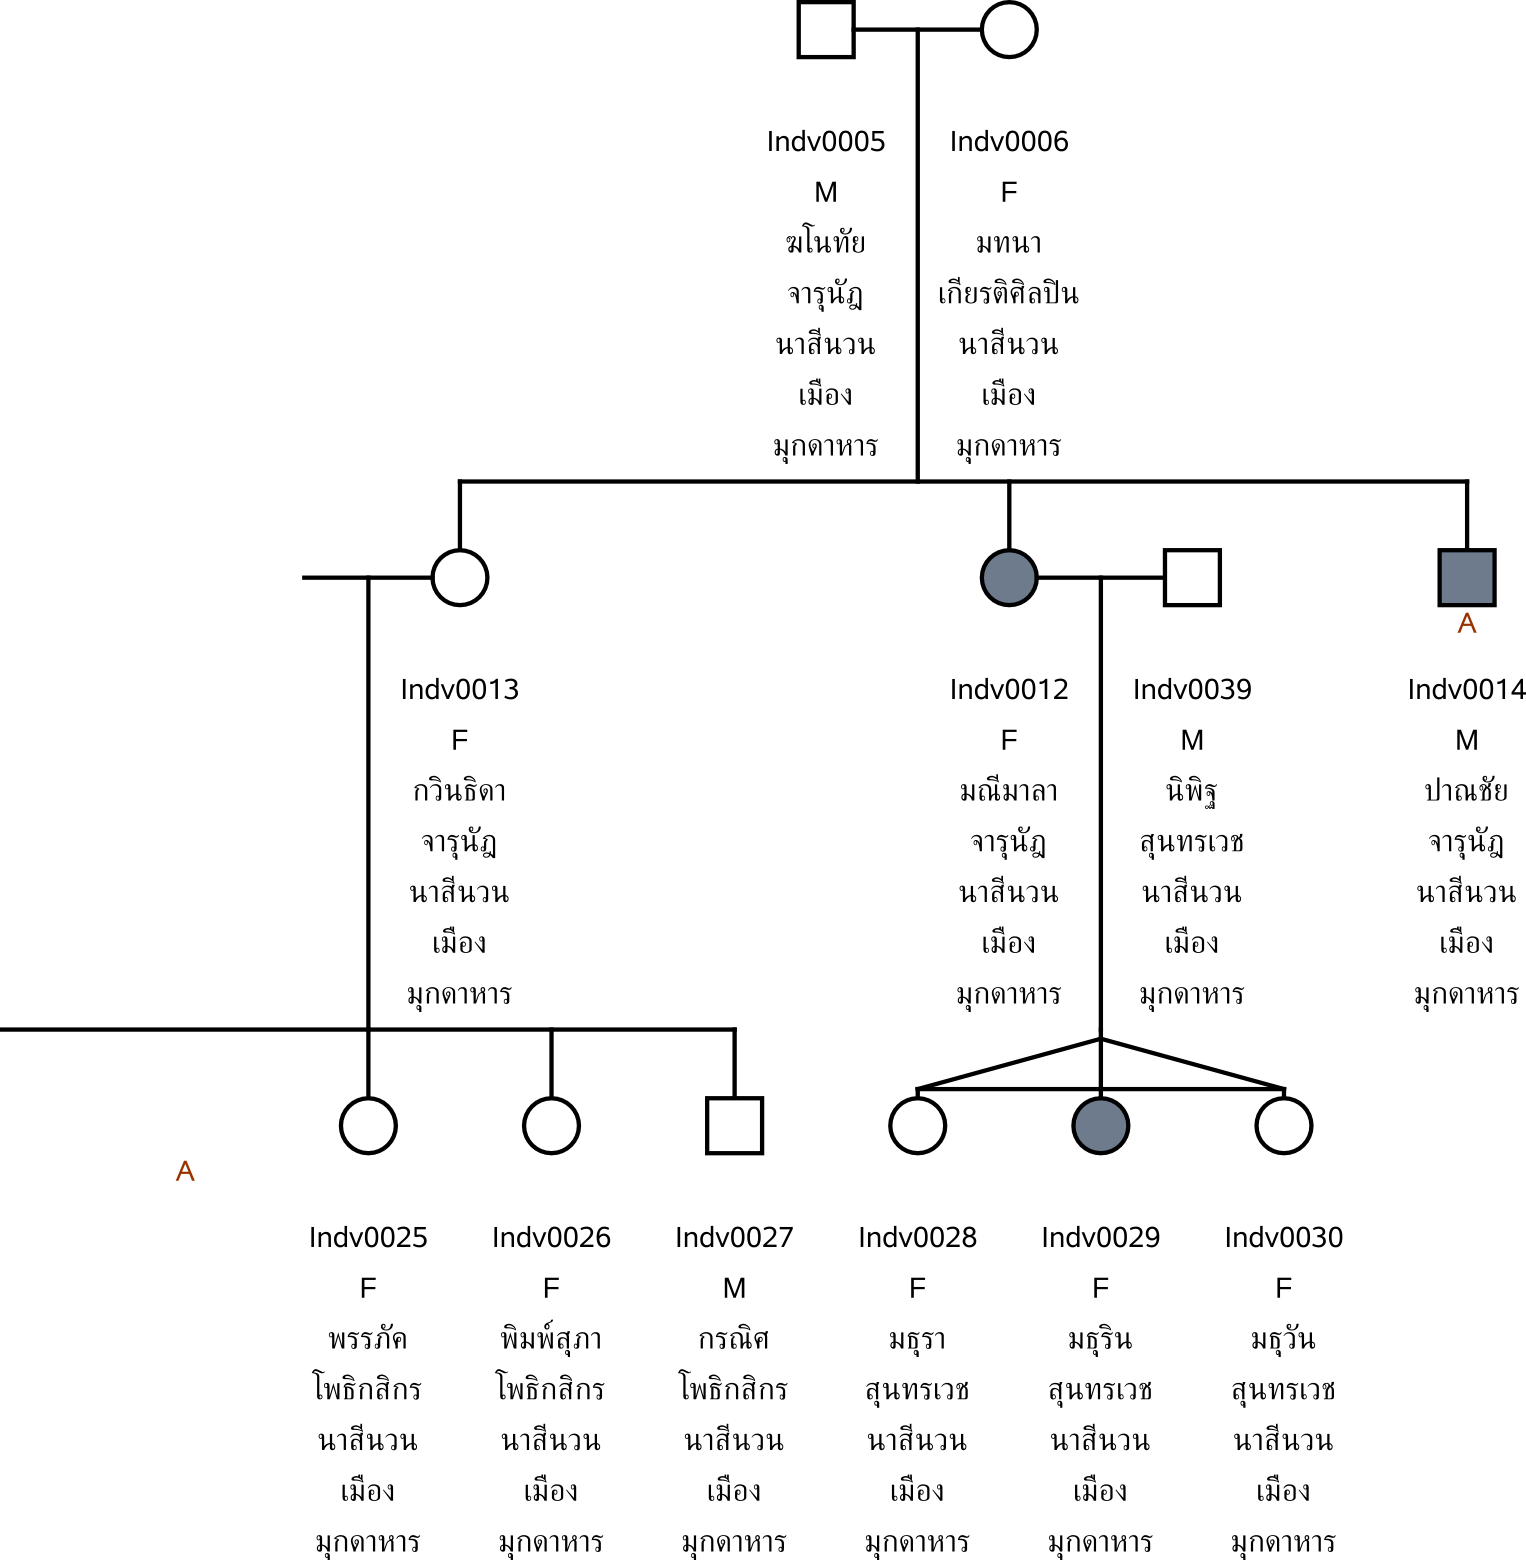 Indv0005 Indv0006
M F
ฆโนทัย มทนา
จารุนัฎ เกียรติศิลปิน
นาสีนวน นาสีนวน
เมือง เมือง
มุกดาหาร มุกดาหาร
A
Indv0013 Indv0012 Indv0039 Indv0014
F F M M
กวินธิดา มณีมาลา นิพิฐ ปาณชัย
จารุนัฎ จารุนัฎ สุนทรเวช จารุนัฎ
นาสีนวน นาสีนวน นาสีนวน นาสีนวน
เมือง เมือง เมือง เมือง
มุกดาหาร มุกดาหาร มุกดาหาร มุกดาหาร
A
Indv0025 Indv0026 Indv0027 Indv0028 Indv0029 Indv0030
F F M F F F
พรรภัค พิมพ์สุภา กรณิศ มธุรา มธุริน มธุวัน
โพธิกสิกร โพธิกสิกร โพธิกสิกร สุนทรเวช สุนทรเวช สุนทรเวช
นาสีนวน นาสีนวน นาสีนวน นาสีนวน นาสีนวน นาสีนวน
เมือง เมือง เมือง เมือง เมือง เมือง
มุกดาหาร มุกดาหาร มุกดาหาร มุกดาหาร มุกดาหาร มุกดาหาร